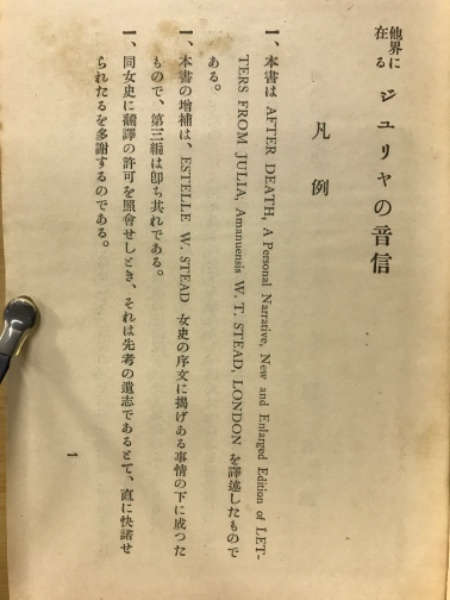 他界に在る ジュリヤの音信
凡例
一、本書は AFTER DEATH, A Personal Narrative, New and Enlarged Edition of LET-
TERS FROM JULIA, Amanuensis W. T. STEAD, LONDON を譯述したもので
ある。
一、本書の增補は、ESTELLE W. STEAD 女史の序文に揭げある事情の下に成つた
もので、第三編は卽ち其れである。
一、同女史に飜譯の許可を照會せしとき、それは先考の遺志であるとて、直に快諾せ
られたるを多謝するのである。
1